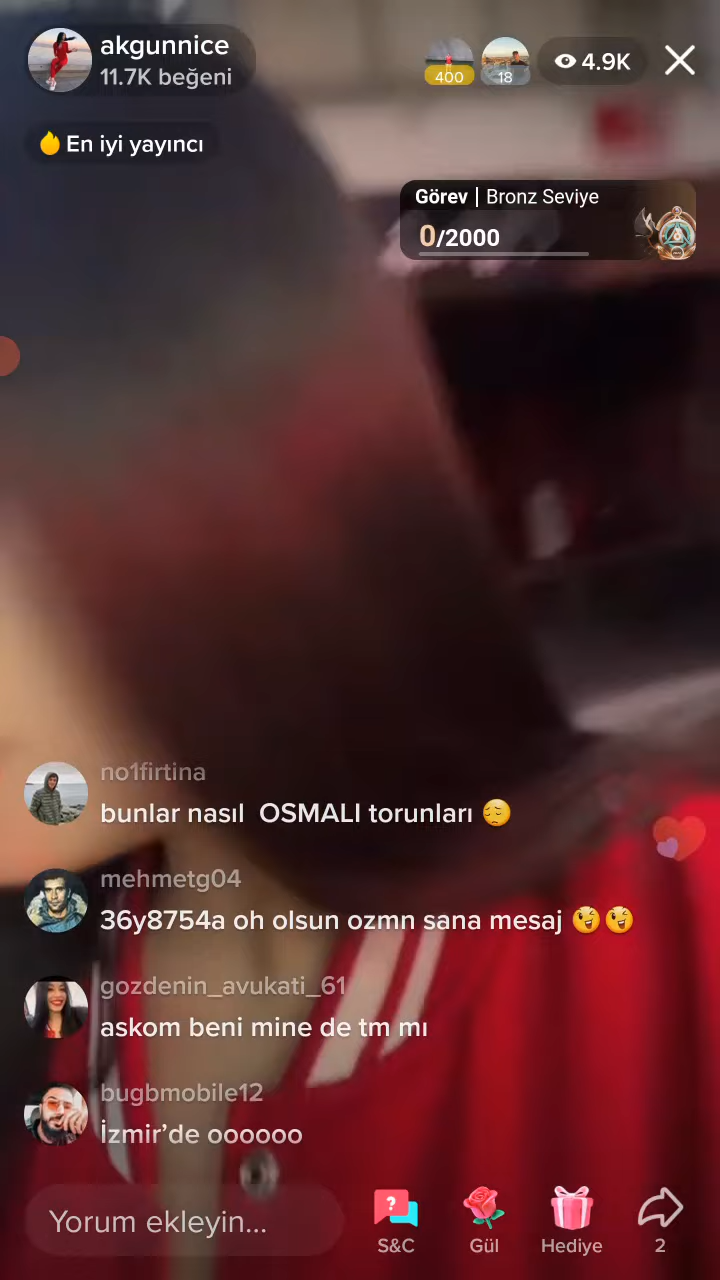 akgunnice
11.7K beğeni
400
18
4.9K
En iyi yayıncı
Görev | Bronz Seviye
0/2000
no1firtina
bunlar nasıl OSMALI torunları 😔
mehmetg04
36y8754a oh olsun ozmn sana mesaj 😜😜
gozdenin_avukati_61
askom beni mine de tm mı
bugbmobile12
İzmir’de oooooo
Yorum ekleyin...
S&C
Gül
Hediye
2